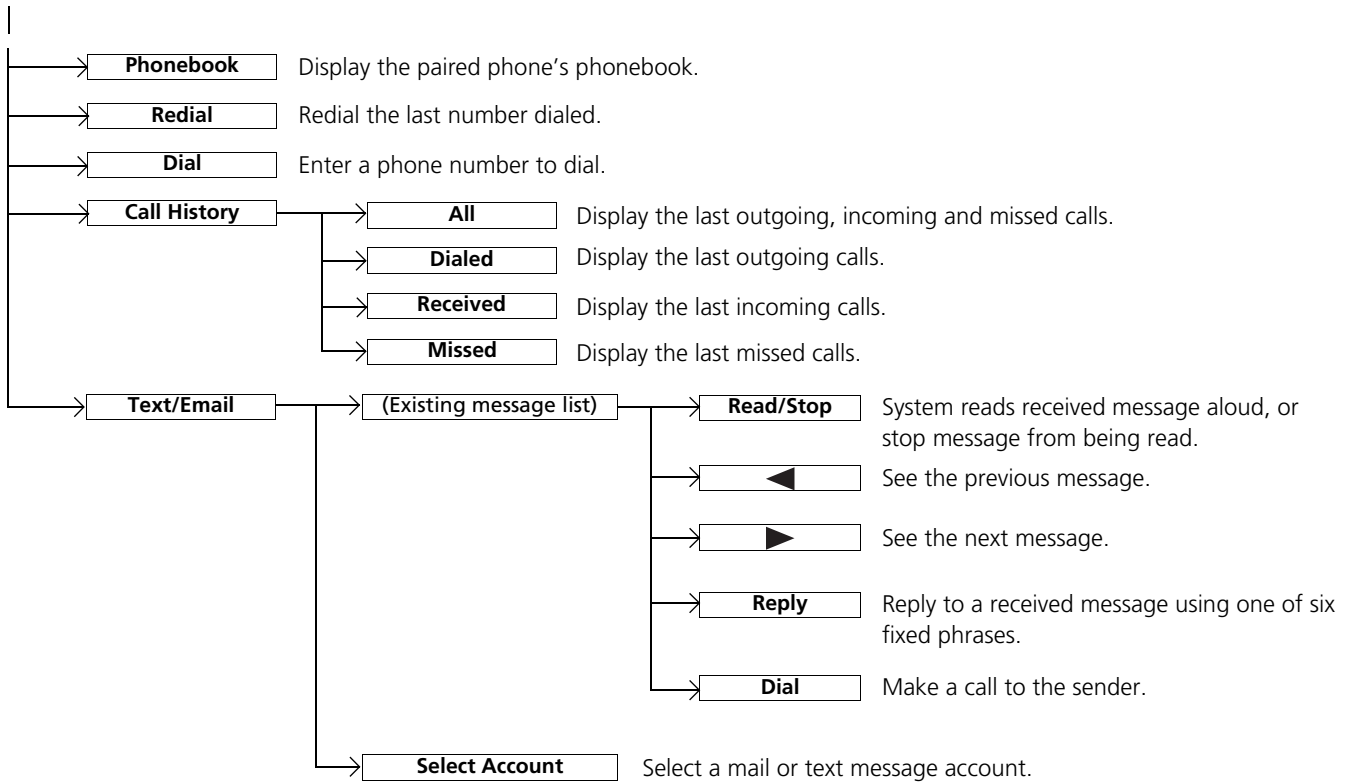 Phonebook Display the paired phone's phonebook.
Redial Redial the last number dialed.
Dial Enter a phone number to dial.
Call History All Display the last outgoing, incoming and missed calls.
Dialed Display the last outgoing calls.
Received Display the last incoming calls.
Missed Display the last missed calls.
Text/Email (Existing message list) Read/Stop System reads received message aloud, or
stop message from being read.
◀ See the previous message.
▶ See the next message.
Reply Reply to a received message using one of six
fixed phrases.
Dial Make a call to the sender.
Select Account Select a mail or text message account.